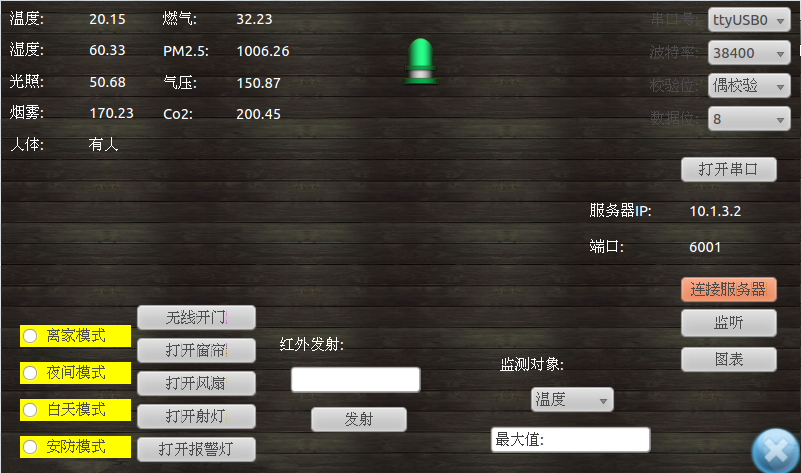 温度: 20.15 燃气: 32.23 串口号: ttyUSB0
湿度: 60.33 PM2.5: 1006.26 波特率: 38400
光照: 50.68 气压: 150.87 校验位: 偶校验
烟雾: 170.23 Co2: 200.45 数据位: 8
人体: 有人
打开串口
服务器IP: 10.1.3.2
端口: 6001
连接服务器
监听
图表
离家模式
夜间模式
白天模式
安防模式
无线开门
打开窗帘
打开风扇
打开射灯
打开报警灯
红外发射:
发射
监测对象:
温度
最大值: